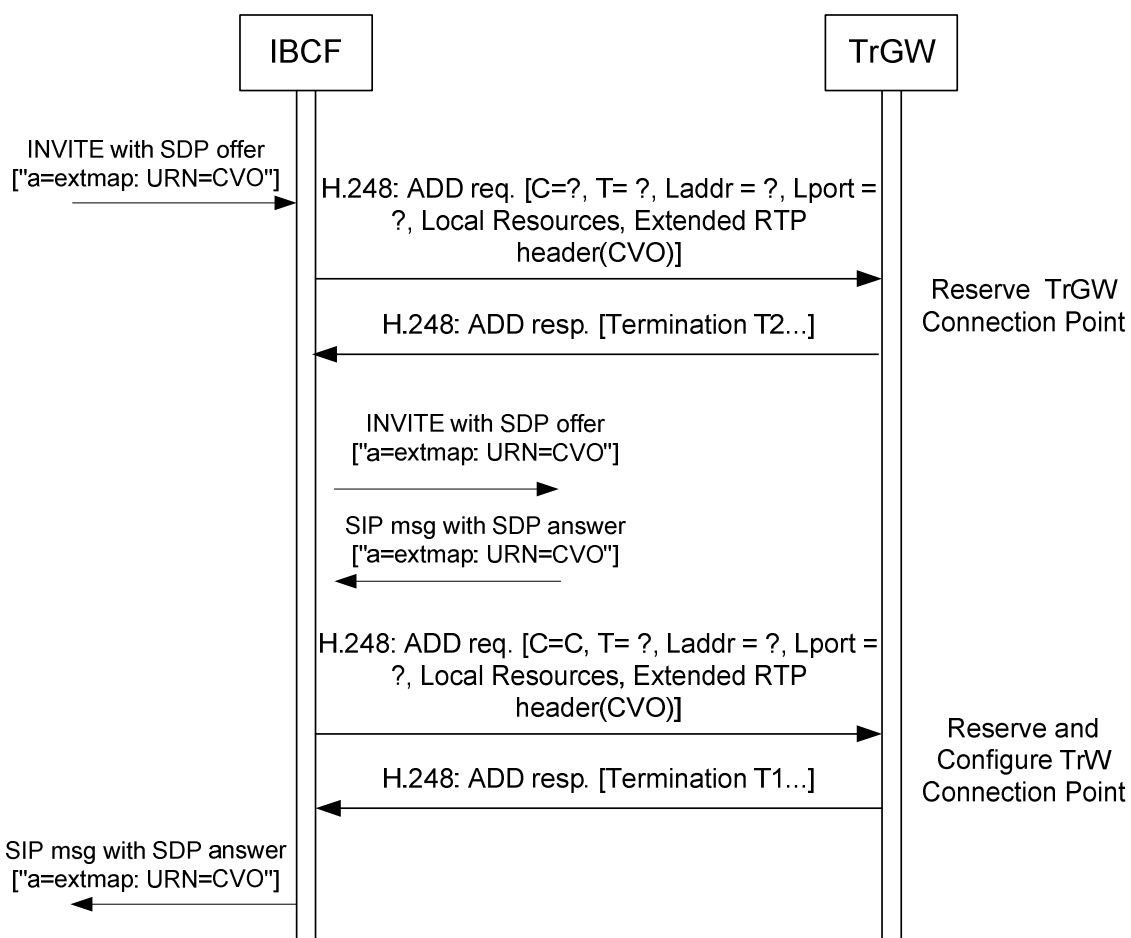 IBCF
TrGW
INVITE with SDP offer
["a=extmap: URN=CVO"]
H.248: ADD req. [C=?, T= ?, Laddr = ?, Lport =
?, Local Resources, Extended RTP
header(CVO)]
Reserve TrGW
Connection Point
H.248: ADD resp. [Termination T2...]
INVITE with SDP offer
["a=extmap: URN=CVO"]
SIP msg with SDP answer
["a=extmap: URN=CVO"]
H.248: ADD req. [C=C, T= ?, Laddr = ?, Lport =
?, Local Resources, Extended RTP
header(CVO)]
Reserve and
Configure TrW
Connection Point
H.248: ADD resp. [Termination T1...]
SIP msg with SDP answer
["a=extmap: URN=CVO"]